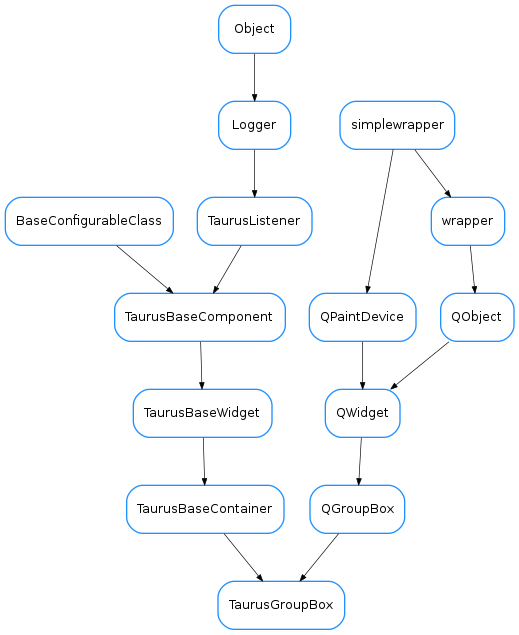 Object
Logger
simplewrapper
BaseConfigurableClass
TaurusListener
wrapper
TaurusBaseComponent
QPaintDevice
QObject
TaurusBaseWidget
QWidget
TaurusBaseContainer
QGroupBox
TaurusGroupBox